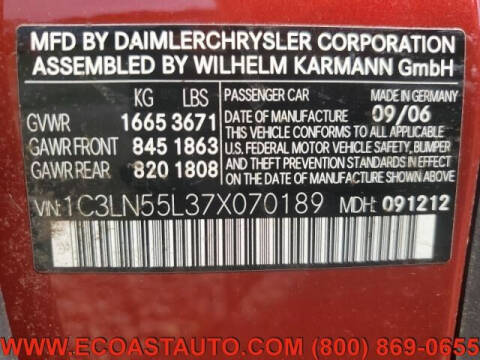 MFD BY DAIMLERCHRYSLER CORPORATION
ASSEMBLED BY WILHELM KARMANN GmbH
KG LBS
GVWR 1665 3671
GAWR FRONT 845 1863
GAWR REAR 820 1808
PASSENGER CAR MADE IN GERMANY
DATE OF MANUFACTURE 09/06
THIS VEHICLE CONFORMS TO ALL APPLICABLE
U.S. FEDERAL MOTOR VEHICLE SAFETY, BUMPER
AND THEFT PREVENTION STANDARDS IN EFFECT
ON THE DATE OF MANUFACTURE SHOWN ABOVE
VIN: 1C3LN55L37X070189 MDH: 091212
WWW.ECOASTAUTO.COM - (800) 869-0655